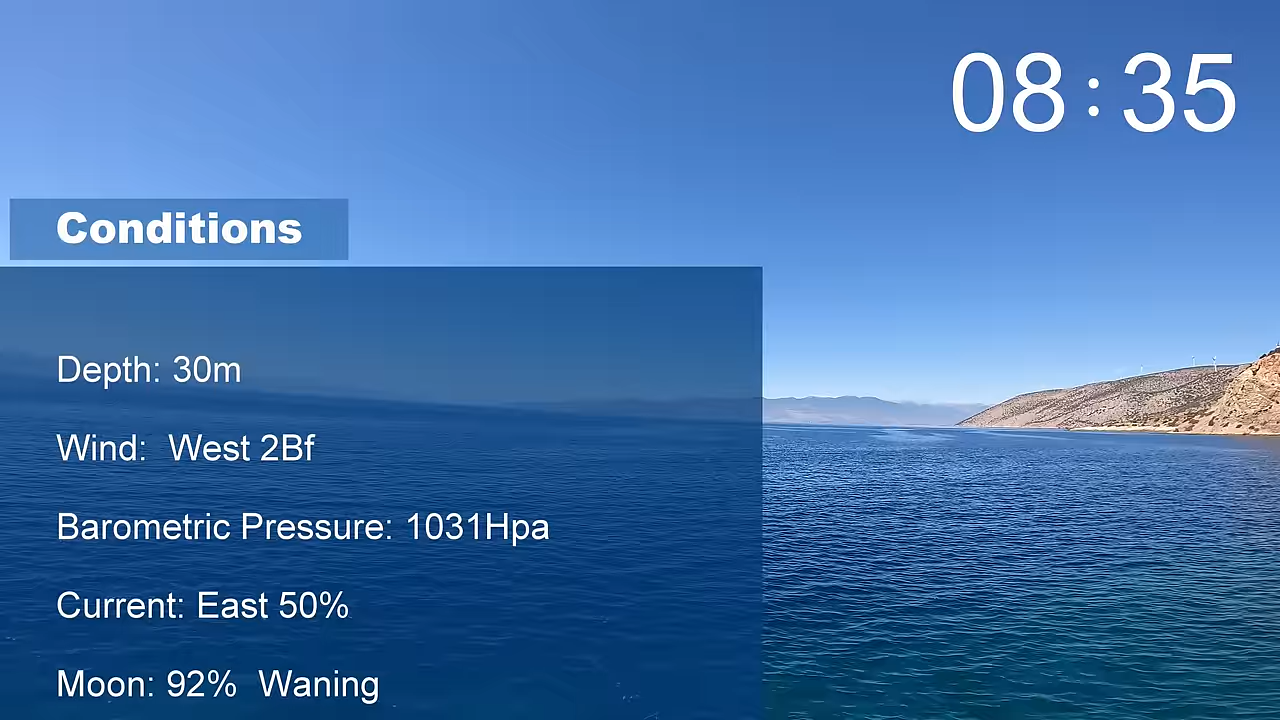 08:35
Conditions
Depth: 30m
Wind:  West 2Bf
Barometric Pressure: 1031Hpa
Current: East 50%
Moon: 92%  Waning